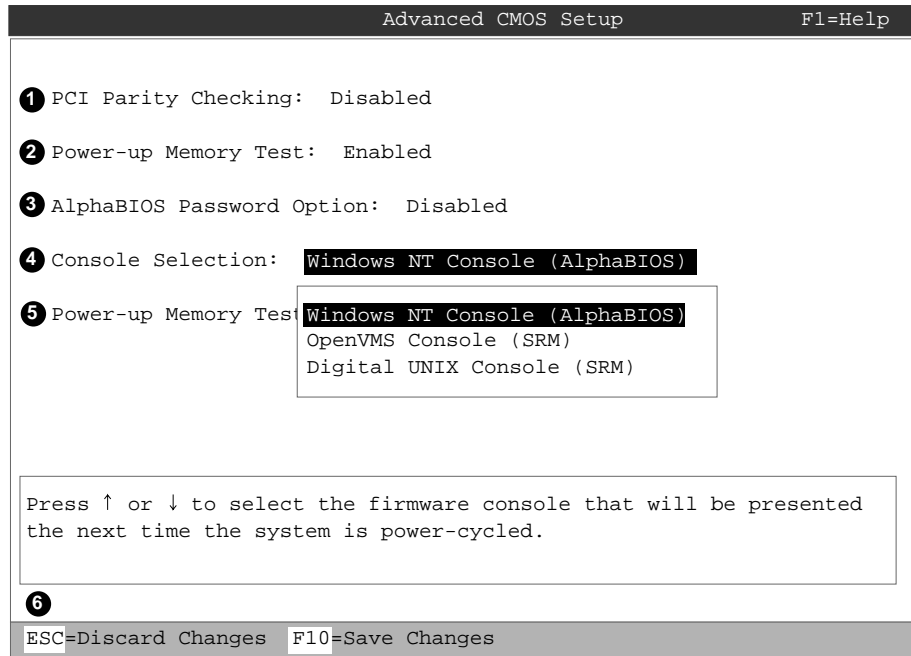 Advanced CMOS Setup F1=Help
1 PCI Parity Checking: Disabled
2 Power-up Memory Test: Enabled
3 AlphaBIOS Password Option: Disabled
4 Console Selection: Windows NT Console (AlphaBIOS)
5 Power-up Memory Test Windows NT Console (AlphaBIOS)
OpenVMS Console (SRM)
Digital UNIX Console (SRM)
Press ↑ or ↓ to select the firmware console that will be presented
the next time the system is power-cycled.
6
ESC=Discard Changes F10=Save Changes